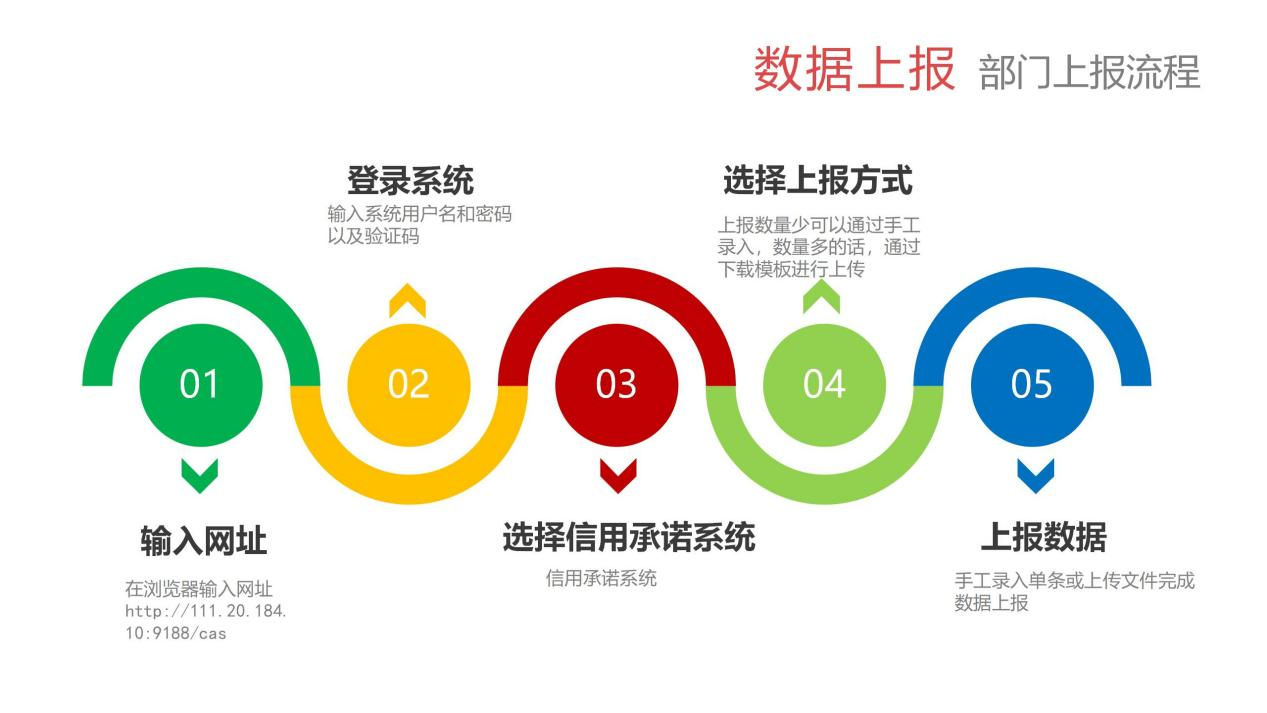 数据上报 部门上报流程
登录系统
输入系统用户名和密码
以及验证码
选择上报方式
上报数量少可以通过手工
录入，数量多的话，通过
下载模板进行上传
01
02
03
04
05
输入网址
在浏览器输入网址
http://111.20.184.
10:9188/cas
选择信用承诺系统
信用承诺系统
上报数据
手工录入单条或上传文件完成
数据上报